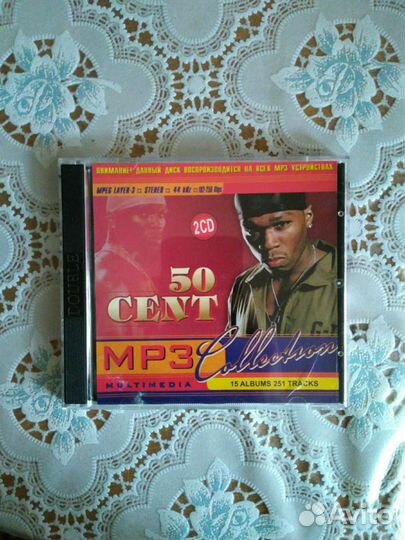 ВНИМАНИЕ! ДАННЫЙ ДИСК ВОСПРОИЗВОДИТСЯ НА ВСЕХ MP3 УСТРОЙСТВАХ
MPEG LAYER-3 □ STEREO □ 44 kHz □ 192-256 kbps
2CD
50
CENT
MP3 Collection
MULTIMEDIA
15 ALBUMS 251 TRACKS
DOUBLE
Avito